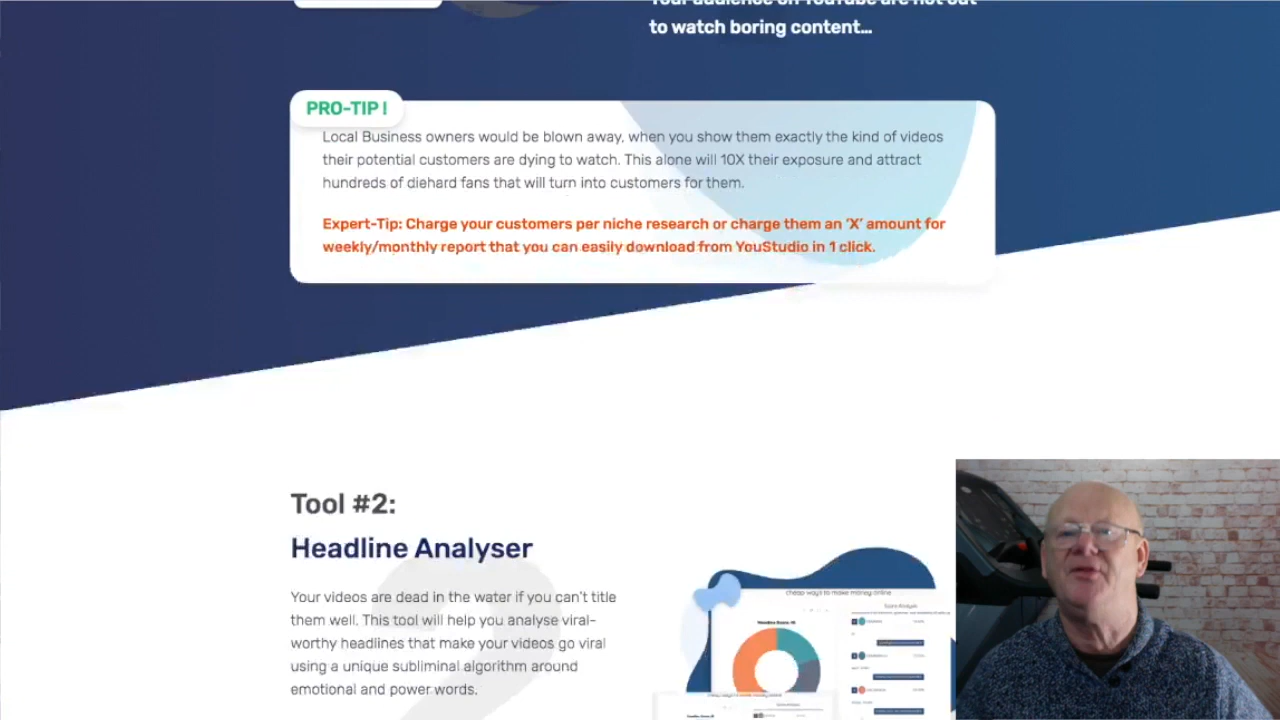 to watch boring content...
PRO-TIP !
Local Business owners would be blown away, when you show them exactly the kind of videos
their potential customers are dying to watch. This alone will 10X their exposure and attract
hundreds of diehard fans that will turn into customers for them.
Expert-Tip: Charge your customers per niche research or charge them an 'X' amount for
weekly/monthly report that you can easily download from YouStudio in 1 click.
Tool #2:
Headline Analyser
Your videos are dead in the water if you can't title
them well. This tool will help you analyse viral-
worthy headlines that make your videos go viral
using a unique subliminal algorithm around
emotional and power words.
cheap ways to make money online
Score Analysis